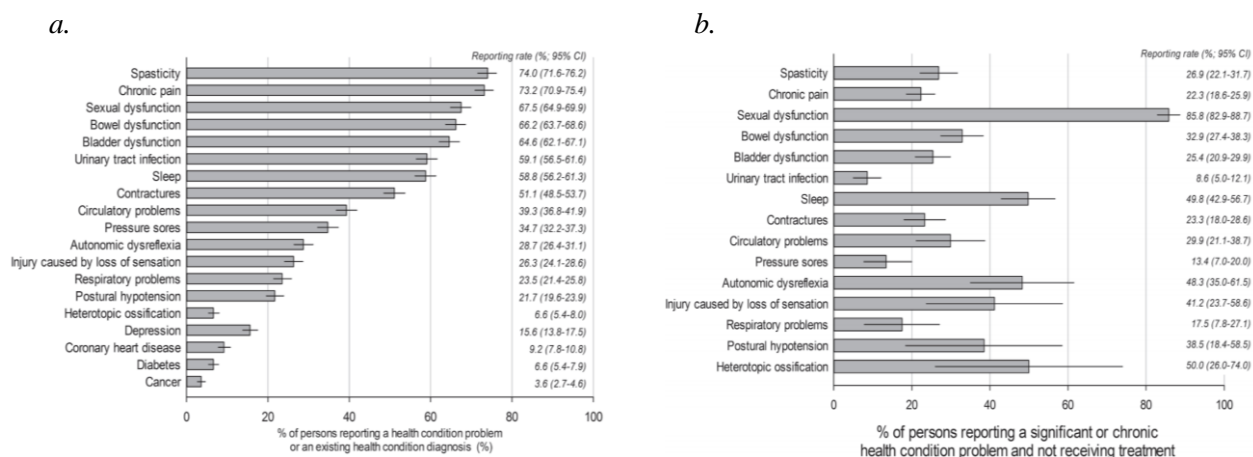 a.
Reporting rate (%; 95% CI)
Spasticity 74.0 (71.6-76.2)
Chronic pain 73.2 (70.9-75.4)
Sexual dysfunction 67.5 (64.9-69.9)
Bowel dysfunction 66.2 (63.7-68.6)
Bladder dysfunction 64.6 (62.1-67.1)
Urinary tract infection 59.1 (56.5-61.6)
Sleep 58.8 (56.2-61.3)
Contractures 51.1 (48.5-53.7)
Circulatory problems 39.3 (36.8-41.9)
Pressure sores 34.7 (32.2-37.3)
Autonomic dysreflexia 28.7 (26.4-31.1)
Injury caused by loss of sensation 26.3 (24.1-28.6)
Respiratory problems 23.5 (21.4-25.8)
Postural hypotension 21.7 (19.6-23.9)
Heterotopic ossification 6.6 (5.4-8.0)
Depression 15.6 (13.8-17.5)
Coronary heart disease 9.2 (7.8-10.8)
Diabetes 6.6 (5.4-7.9)
Cancer 3.6 (2.7-4.6)
0 20 40 60 80 100
% of persons reporting a health condition problem
or an existing health condition diagnosis (%)
b.
Reporting rate (%; 95% CI)
Spasticity 26.9 (22.1-31.7)
Chronic pain 22.3 (18.6-25.9)
Sexual dysfunction 85.8 (82.9-88.7)
Bowel dysfunction 32.9 (27.4-38.3)
Bladder dysfunction 25.4 (20.9-29.9)
Urinary tract infection 8.6 (5.0-12.1)
Sleep 49.8 (42.9-56.7)
Contractures 23.3 (18.0-28.6)
Circulatory problems 29.9 (21.1-38.7)
Pressure sores 13.4 (7.0-20.0)
Autonomic dysreflexia 48.3 (35.0-61.5)
Injury caused by loss of sensation 41.2 (23.7-58.6)
Respiratory problems 17.5 (7.8-27.1)
Postural hypotension 38.5 (18.4-58.5)
Heterotopic ossification 50.0 (26.0-74.0)
0 20 40 60 80 100
% of persons reporting a significant or chronic
health condition problem and not receiving treatment